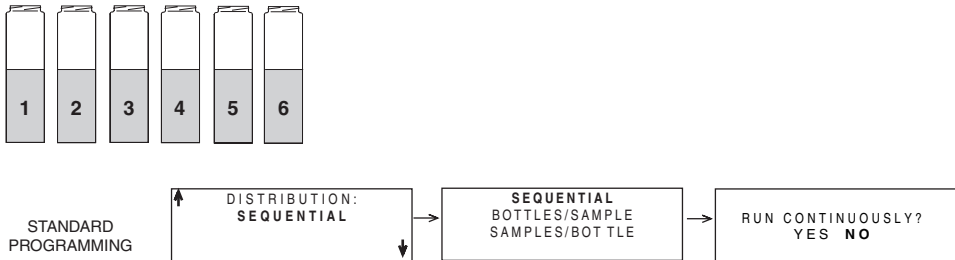 1 2 3 4 5 6
STANDARD
PROGRAMMING
DISTRIBUTION:
SEQUENTIAL
SEQUENTIAL
BOTTLES/SAMPLE
SAMPLES/BOTTLE
RUN CONTINUOUSLY?
YES NO